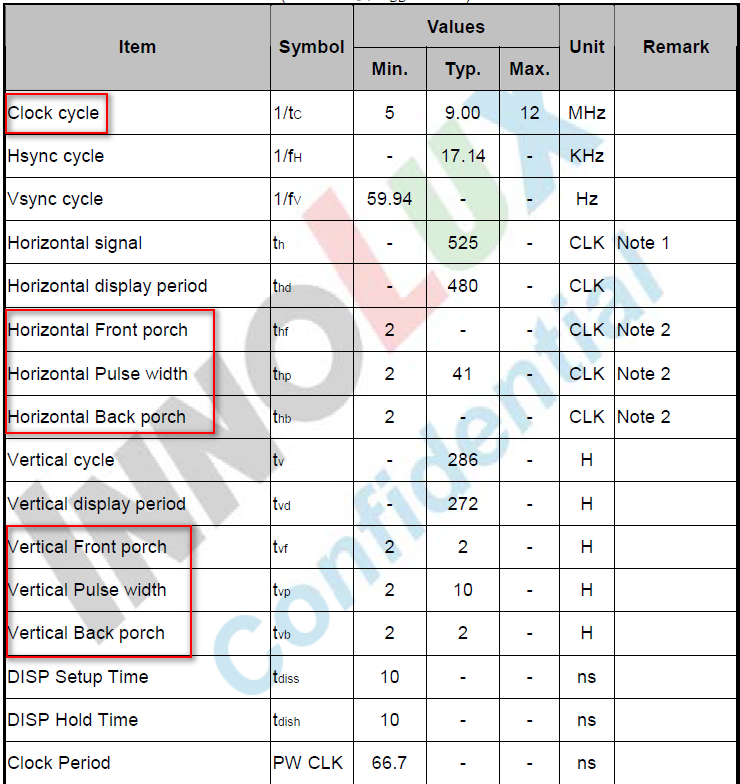 Item Symbol Values Unit Remark
Min. Typ. Max.
Clock cycle 1/tC 5 9.00 12 MHz
Hsync cycle 1/fH - 17.14 - KHz
Vsync cycle 1/fV 59.94 - - Hz
Horizontal signal th - 525 - CLK Note 1
Horizontal display period thd - 480 - CLK
Horizontal Front porch thf 2 - - CLK Note 2
Horizontal Pulse width thp 2 41 - CLK Note 2
Horizontal Back porch thb 2 - - CLK Note 2
Vertical cycle tv - 286 - H
Vertical display period tvd - 272 - H
Vertical Front porch tvf 2 2 - H
Vertical Pulse width tvp 2 10 - H
Vertical Back porch tvb 2 2 - H
DISP Setup Time tdiss 10 - - ns
DISP Hold Time tdish 10 - - ns
Clock Period PW CLK 66.7 - - ns
INNOLUX
Confidential